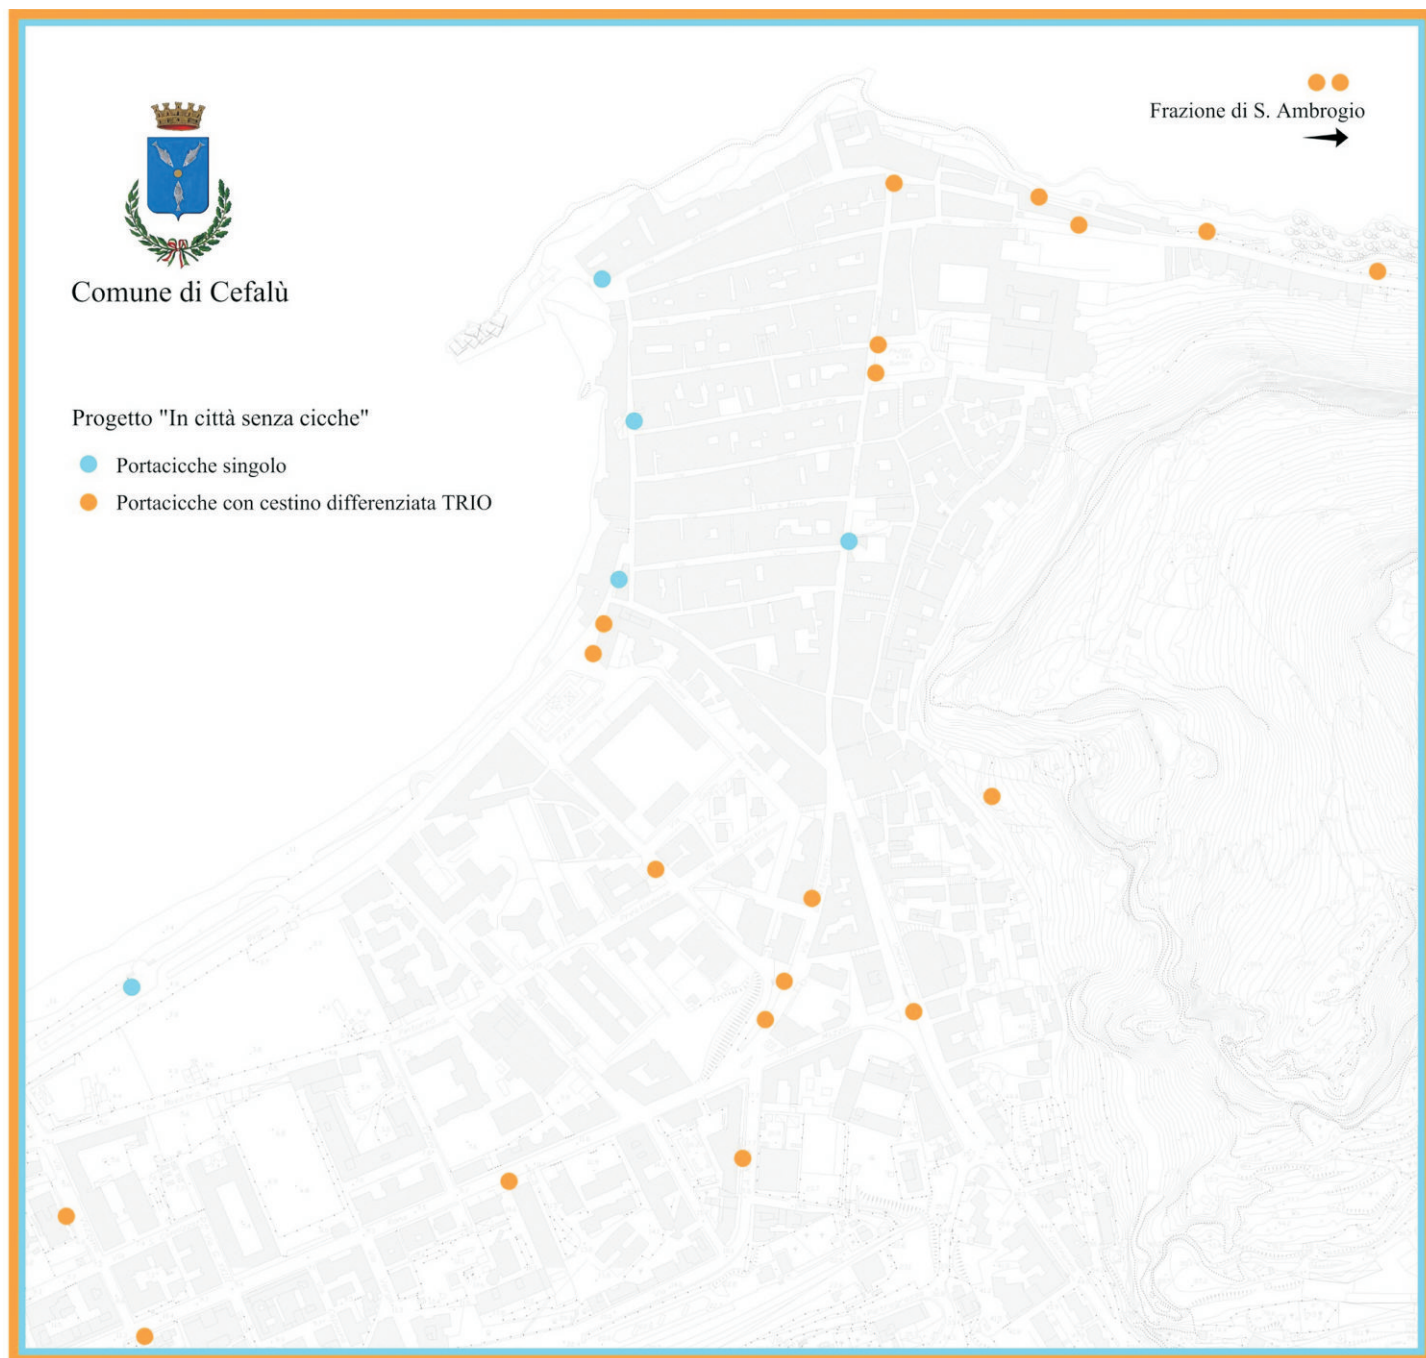 Frazione di S. Ambrogio
Comune di Cefalù
Progetto "In città senza cicche"
Portacicche singolo
Portacicche con cestino differenziata TRIO